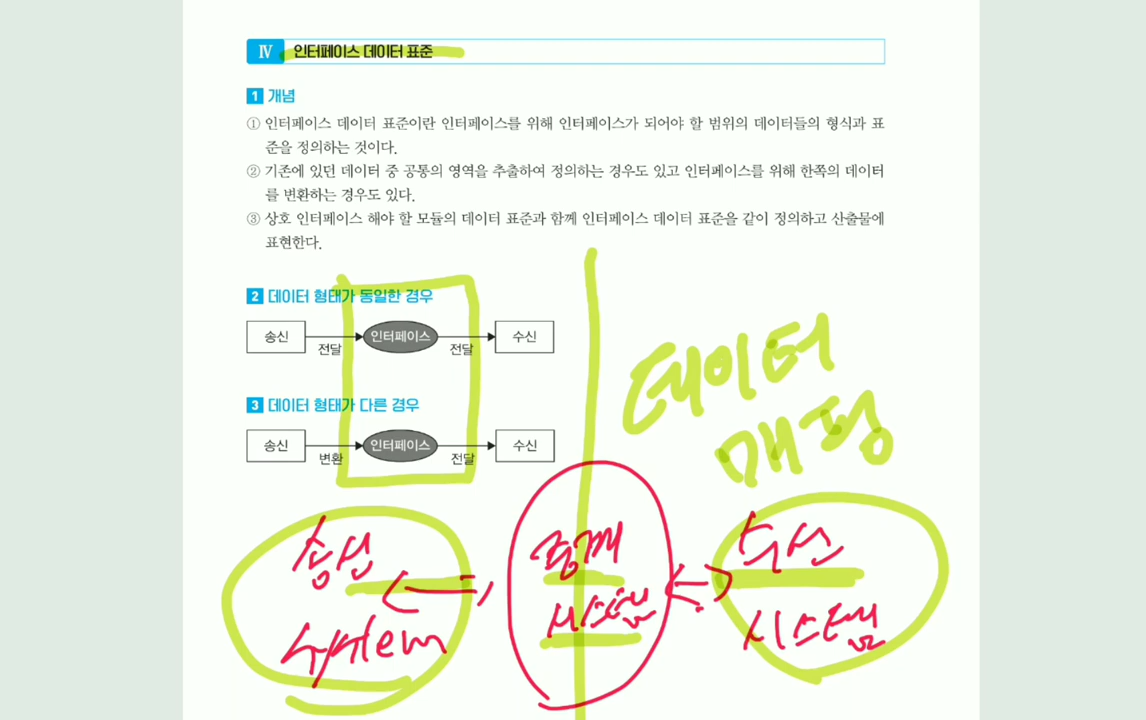 Ⅳ 인터페이스 데이터 표준
1 개념
① 인터페이스 데이터 표준이란 인터페이스를 위해 인터페이스가 되어야 할 범위의 데이터들의 형식과 표
준을 정의하는 것이다.
② 기존에 있던 데이터 중 공통의 영역을 추출하여 정의하는 경우도 있고 인터페이스를 위해 한쪽의 데이터
를 변환하는 경우도 있다.
③ 상호 인터페이스 해야 할 모듈의 데이터 표준과 함께 인터페이스 데이터 표준을 같이 정의하고 산출물에
표현한다.
2 데이터 형태가 동일한 경우
송신 전달 인터페이스 전달 수신
3 데이터 형태가 다른 경우
송신 변환 인터페이스 전달 수신
데이터
매핑
송신 중계 수신
시스템 시스템